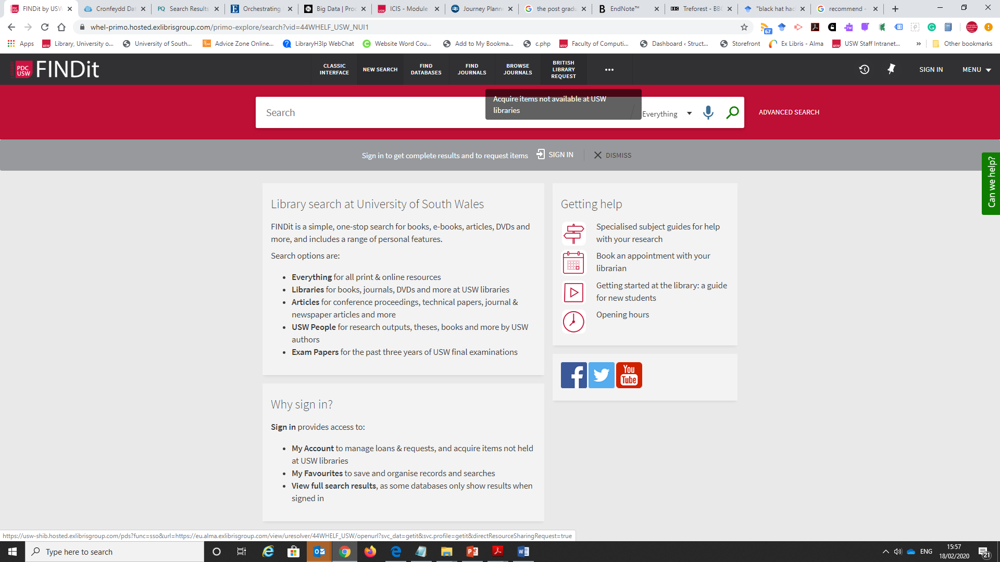 FINDit by USW
Cronfeydd Dat
Search Results
Orchestrating
Big Data | Proc
ICIS - Module
Journey Plann
the post gradu
EndNote™
Treforest - BBC
"black hat hac
recommend -
whel-primo.hosted.exlibrisgroup.com/primo-explore/search?vid=44WHELF_USW_NUI1
67
Apps
Library, University o...
University of South...
Advice Zone Online...
LibraryH3lp WebChat
Website Word Cou...
Add to My Bookma...
c.php
Faculty of Computi...
Dashboard ‹ Struct...
Storefront
Ex Libris - Alma
USW Staff Intranet...
»
Other bookmarks
LIBRARY
PDC
USW
FINDit
CLASSIC
INTERFACE
NEW SEARCH
FIND
DATABASES
FIND
JOURNALS
BROWSE
JOURNALS
BRITISH
LIBRARY
REQUEST
SIGN IN
MENU
Acquire items not available at USW
libraries
Search
Everything
ADVANCED SEARCH
Sign in to get complete results and to request items
SIGN IN
DISMISS
Can we help?
Library search at University of South Wales
FINDit is a simple, one-stop search for books, e-books, articles, DVDs and
more, and includes a range of personal features.
Search options are:
• Everything for all print & online resources
• Libraries for books, journals, DVDs and more at USW libraries
• Articles for conference proceedings, technical papers, journal &
newspaper articles and more
• USW People for research outputs, theses, books and more by USW
authors
• Exam Papers for the past three years of USW final examinations
Getting help
Specialised subject guides for help
with your research
Book an appointment with your
librarian
Getting started at the library: a guide
for new students
Opening hours
You
Tube
Why sign in?
Sign in provides access to:
• My Account to manage loans & requests, and acquire items not held
at USW libraries
• My Favourites to save and organise records and searches
• View full search results, as some databases only show results when
signed in
https://usw-shib.hosted.exlibrisgroup.com/pds?func=sso&url=https://eu.alma.exlibrisgroup.com/view/uresolver/44WHELF_USW/openurl?svc_dat=getit&svc.profile=getit&directResourceSharingRequest=true
Type here to search
ENG
15:57
18/02/2020
21